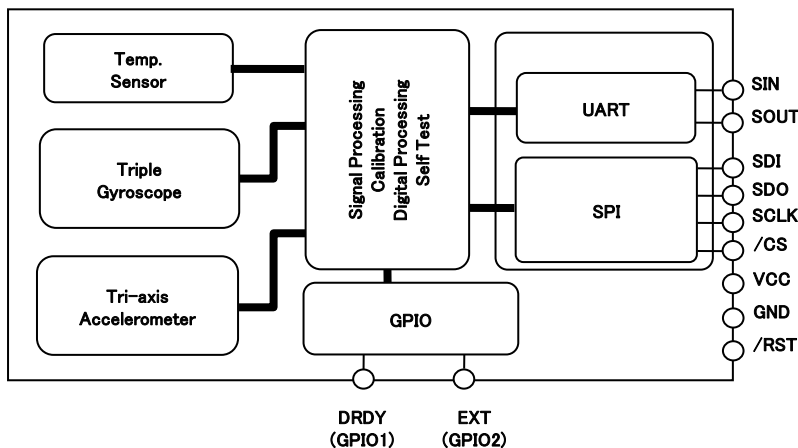 Temp.
Sensor
Triple
Gyroscope
Tri-axis
Accelerometer
Signal Processing
Calibration
Digital Processing
Self Test
UART
SPI
GPIO
SIN
SOUT
SDI
SDO
SCLK
/CS
VCC
GND
/RST
DRDY
(GPIO1)
EXT
(GPIO2)